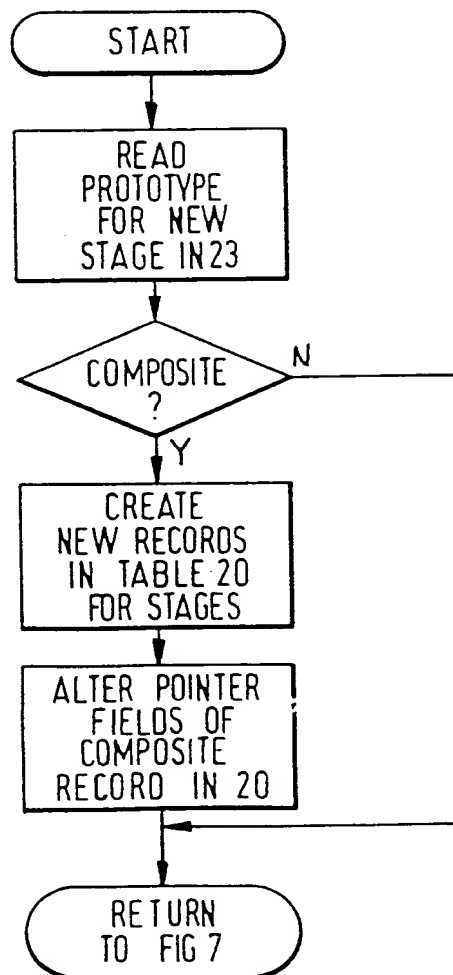 START
READ
PROTOTYPE
FOR NEW
STAGE IN 23
COMPOSITE
?
N
Y
CREATE
NEW RECORDS
IN TABLE 20
FOR STAGES
ALTER POINTER
FIELDS OF
COMPOSITE
RECORD IN 20
RETURN
TO FIG 7